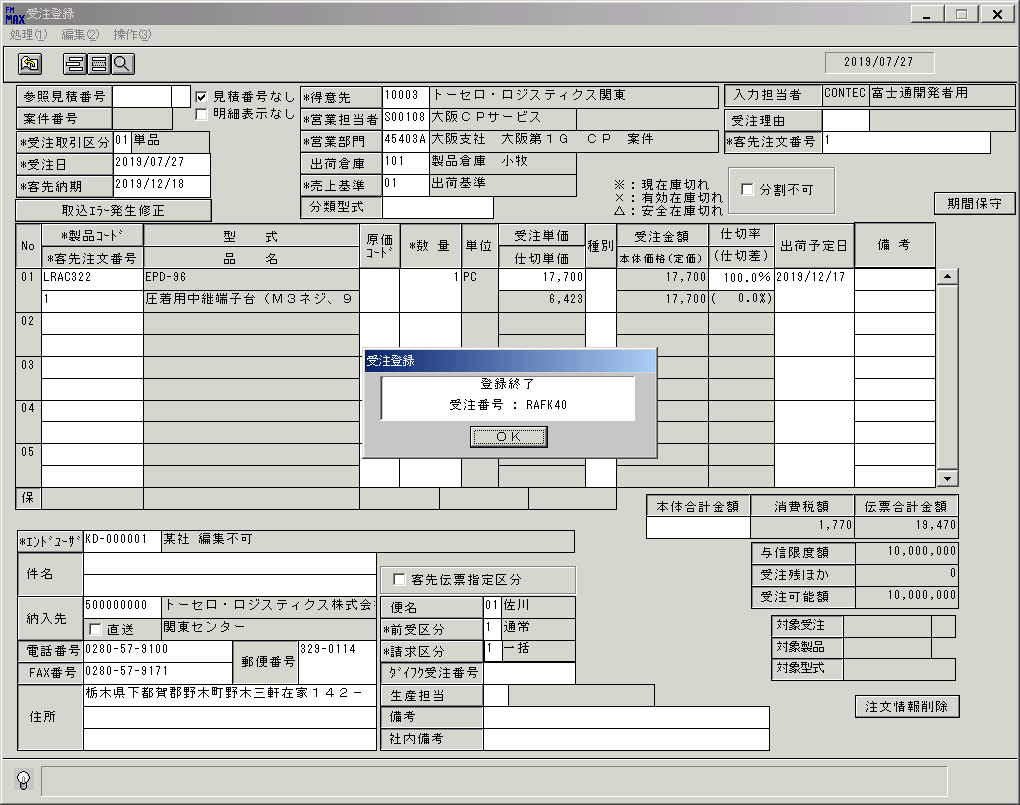 FM MAX 受注登録
処理(1) 編集(2) 操作(3)
2019/07/27
参照見積番号 見積番号なし
案件番号 明細表示なし
*受注取引区分 01 単品
*受注日 2019/07/27
*客先納期 2019/12/18
取込エラー発生修正
*得意先 10003 トーセロ・ロジスティクス関東
*営業担当者 S00108 大阪CPサービス
*営業部門 45403A 大阪支社 大阪第1G CP 案件
出荷倉庫 101 製品倉庫 小牧
*売上基準 01 出荷基準
分類型式
入力担当者 CONTEC 富士通開発者用
受注理由
*客先注文番号 1
※:現在庫切れ
×:有効在庫切れ
△:安全在庫切れ
分割不可
期間保守
No *製品コード 型 式 原価コード *数 量 単位 受注単価 種別 受注金額 仕切率 出荷予定日 備 考
*客先注文番号 品 名 仕切単価 本体価格(定価) (仕切差)
01 LRAC322 EPD-96 1 PC 17,700 17,700 100.0% 2019/12/17
1 圧着用中継端子台(M3ネジ、9 6,423 17,700 ( 0.0%)
02
03
04
05
保
受注登録
登録終了
受注番号 : RAFK40
OK
本体合計金額 消費税額 伝票合計金額
1,770 19,470
与信限度額 10,000,000
受注残ほか 0
受注可能額 10,000,000
対象受注
対象製品
対象型式
注文情報削除
*エンドユーザ KD-000001 某社 編集不可
件名
納入先 500000000 トーセロ・ロジスティクス株式会
直送 関東センター
電話番号 0280-57-9100 郵便番号 329-0114
FAX番号 0280-57-9171
住所 栃木県下都賀郡野木町野木三軒在家142-
客先伝票指定区分
便名 01 佐川
*前受区分 1 通常
*請求区分 1 一括
ダイフク受注番号
生産担当
備考
社内備考